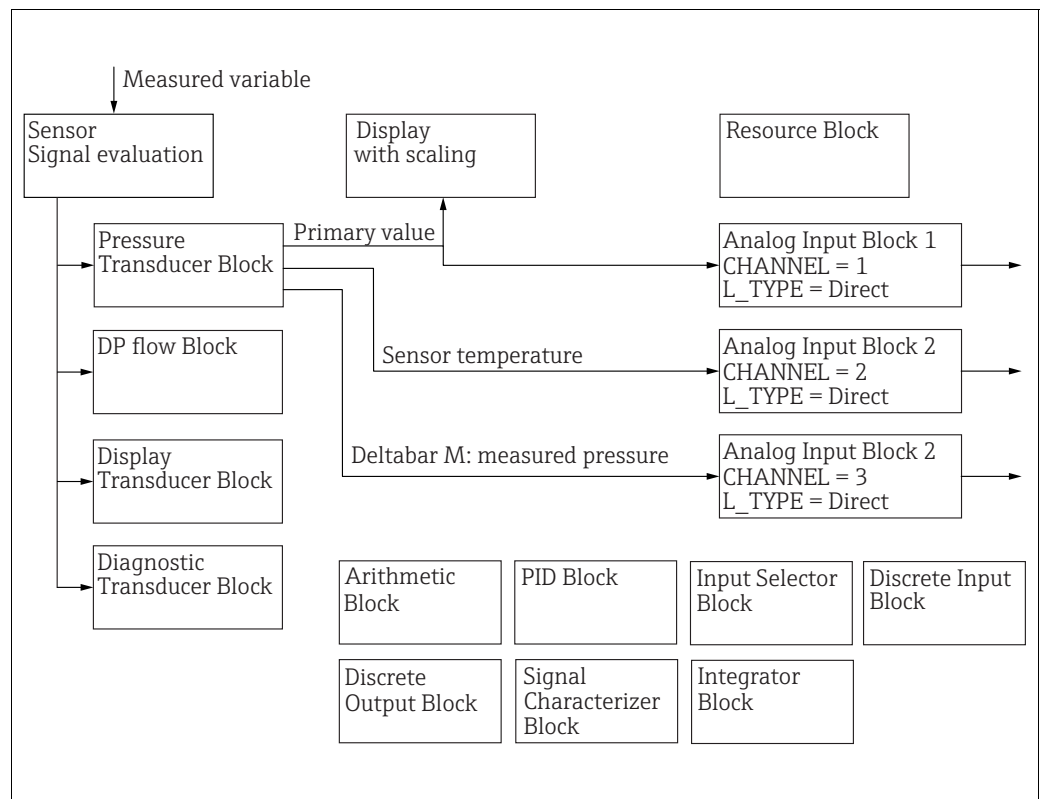 Measured variable
Sensor
Signal evaluation
Display
with scaling
Resource Block
Pressure
Transducer Block
Primary value
Analog Input Block 1
CHANNEL = 1
L_TYPE = Direct
DP flow Block
Sensor temperature
Analog Input Block 2
CHANNEL = 2
L_TYPE = Direct
Display
Transducer Block
Deltabar M: measured pressure
Analog Input Block 2
CHANNEL = 3
L_TYPE = Direct
Diagnostic
Transducer Block
Arithmetic
Block
PID Block
Input Selector
Block
Discrete Input
Block
Discrete
Output Block
Signal
Characterizer
Block
Integrator
Block